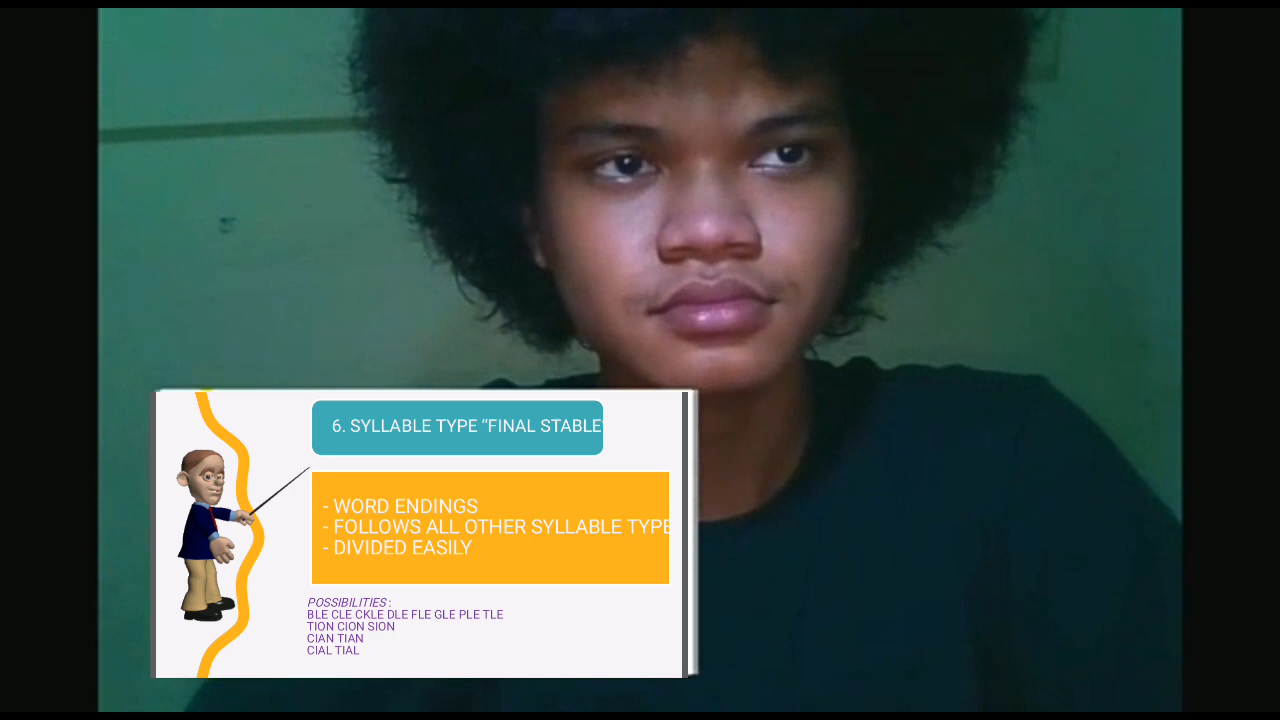 6. SYLLABLE TYPE "FINAL STABLE"
- WORD ENDINGS
- FOLLOWS ALL OTHER SYLLABLE TYPE
- DIVIDED EASILY
POSSIBILITIES :
BLE CLE CKLE DLE FLE GLE PLE TLE
TION CION SION
CIAN TIAN
CIAL TIAL